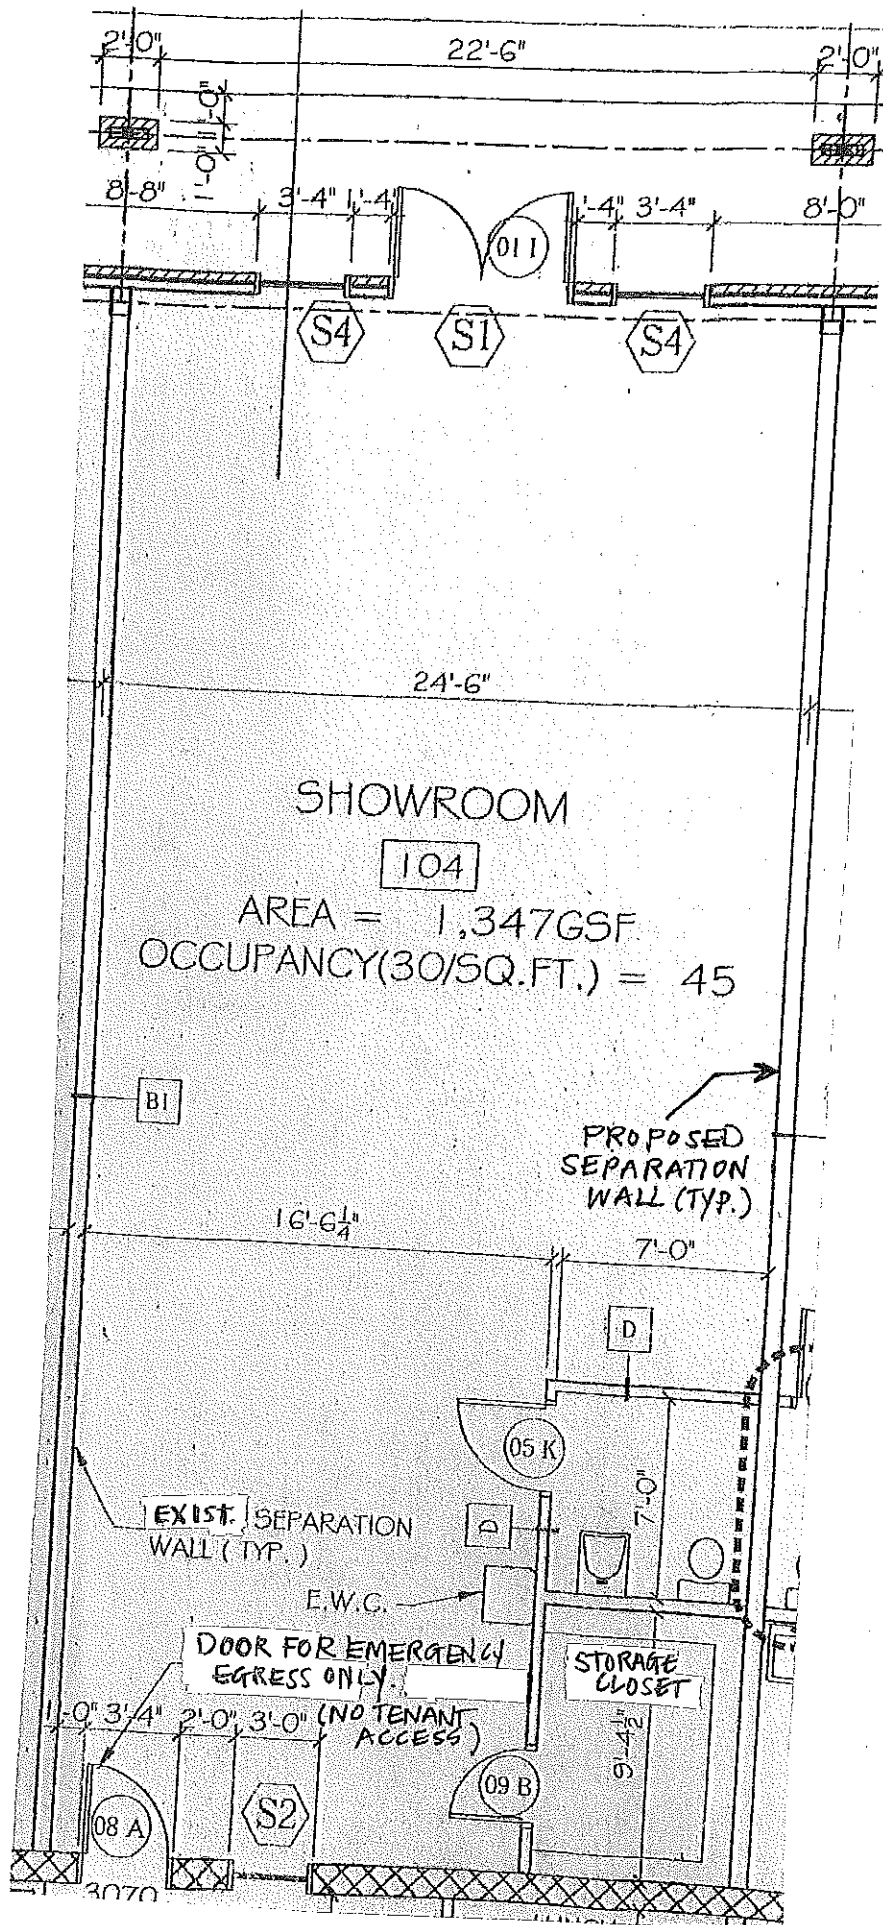 2'-0" 22'-6" 2'-0"
1'-0"
1'-0"
8'-8" 3'-4" 1'-4" '-4" 3'-4" 8'-0"
011
S4 S1 S4
24'-6"
SHOWROOM
104
AREA = 1,347GSF
OCCUPANCY(30/SQ.FT.) = 45
B1
PROPOSED
SEPARATION
WALL (TYP.)
16'-6 1/4" 7'-0"
D
05 K
7'-0"
EXIST. SEPARATION
WALL ( TYP. )
D
E.W.C.
DOOR FOR EMERGENCY
EGRESS ONLY.
(NO TENANT
ACCESS)
STORAGE
CLOSET
1'-0" 3'-4" 2'-0" 3'-0"
9'-4 1/2"
09 B
S2
08 A
3070